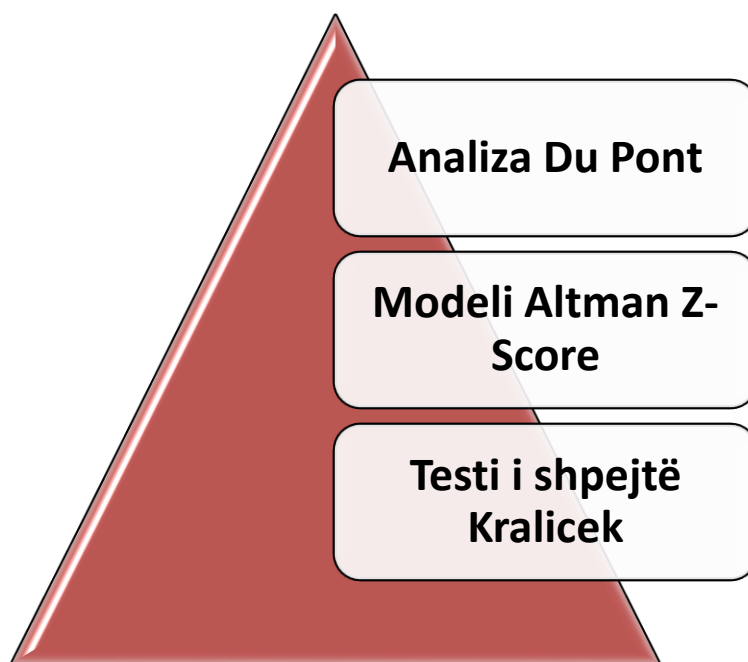 Analiza Du Pont
Modeli Altman Z-
Score
Testi i shpejtë
Kralicek